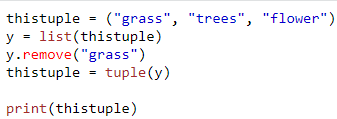 thistuple = ("grass", "trees", "flower")
y = list(thistuple)
y.remove("grass")
thistuple = tuple(y)
print(thistuple)